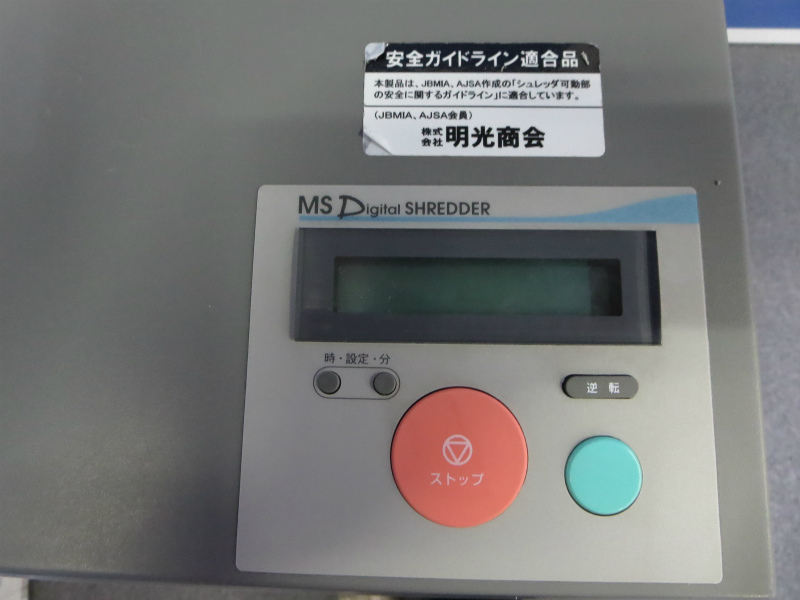 安全ガイドライン適合品
本製品は、JBMIA、AJSA作成の「シュレッダ可動部
の安全に関するガイドライン」に適合しています。
(JBMIA、AJSA会員)
株式会社 明光商会
MS Digital SHREDDER
時・設定・分
逆転
ストップ